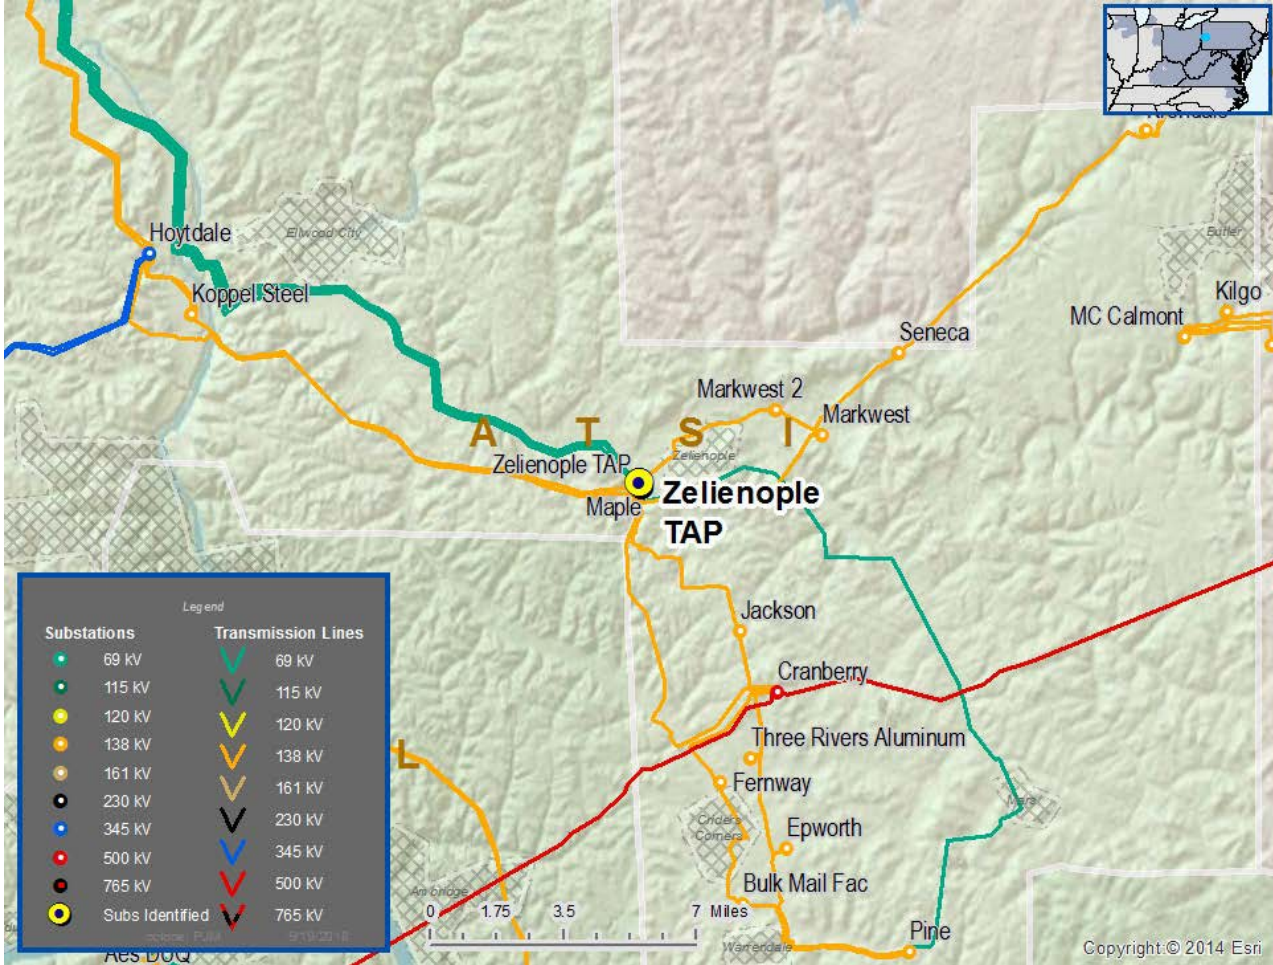 Hoytdale
Ellwood City
Koppel Steel
Butler
Kilgo
MC Calmont
Seneca
Markwest 2
Markwest
A T S I
Zelienople
Zelienople TAP
Zelienople
TAP
Maple
Jackson
Cranberry
Three Rivers Aluminum
Fernway
Mars
Criders
Corners
Epworth
Bulk Mail Fac
Pine
Warrendale
L
Ambridge
Aes DUQ
Legend
Substations
69 kV
115 kV
120 kV
138 kV
161 kV
230 kV
345 kV
500 kV
765 kV
Subs Identified
Transmission Lines
69 kV
115 kV
120 kV
138 kV
161 kV
230 kV
345 kV
500 kV
765 kV
9/19/2018
0 1.75 3.5 7 Miles
Copyright:© 2014 Esri